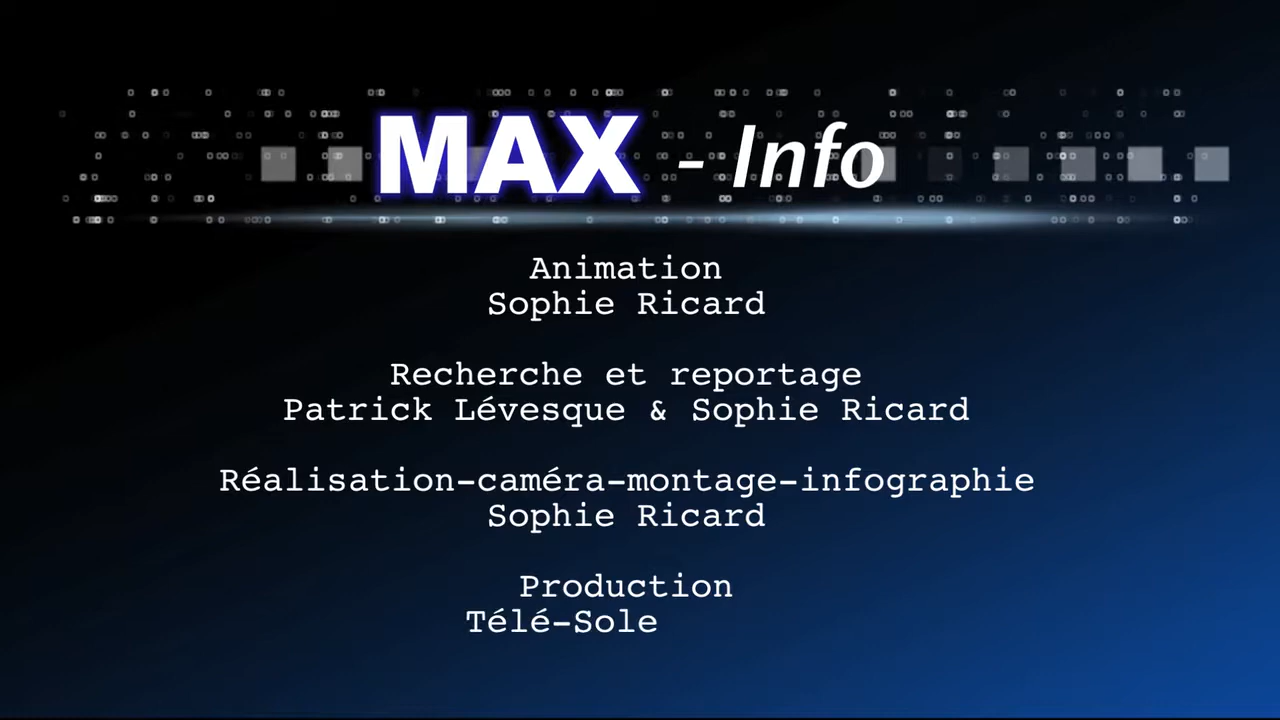 MAX - Info
Animation
Sophie Ricard
Recherche et reportage
Patrick Lévesque & Sophie Ricard
Réalisation-caméra-montage-infographie
Sophie Ricard
Production
Télé-Sole